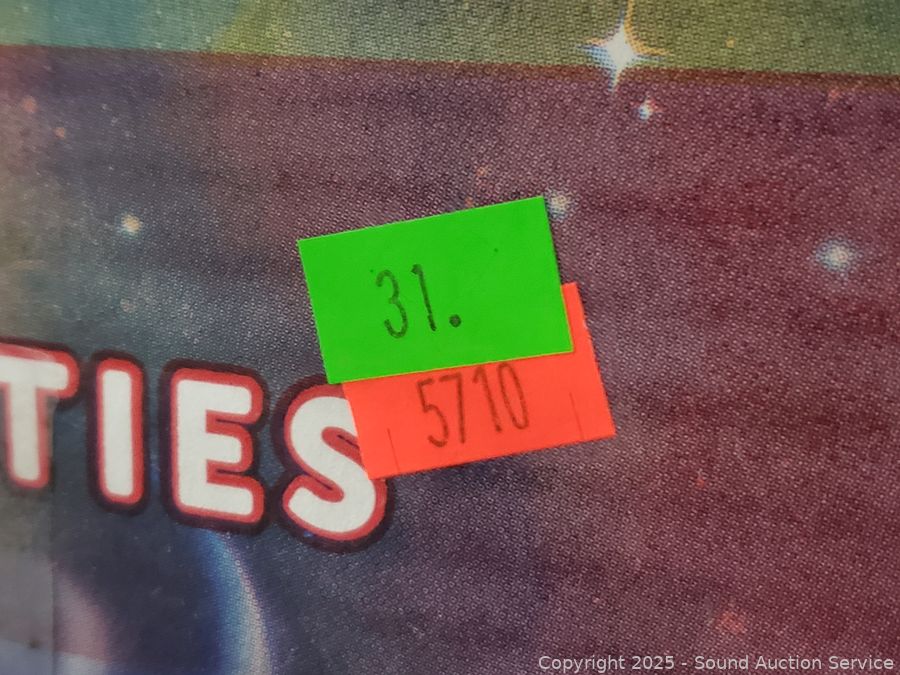 31.
5710
TIES
Copyright 2025 - Sound Auction Service